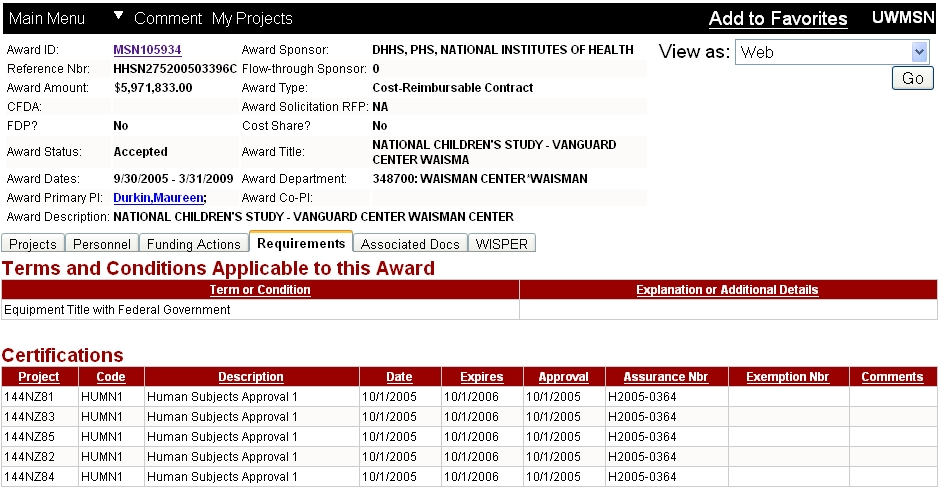 Main Menu ▼ Comment My Projects Add to Favorites UWMSN
Award ID: MSN105934 Award Sponsor: DHHS, PHS, NATIONAL INSTITUTES OF HEALTH View as: Web
Reference Nbr: HHSN275200503396C Flow-through Sponsor: 0
Go
Award Amount: $5,971,833.00 Award Type: Cost-Reimbursable Contract
CFDA: Award Solicitation RFP: NA
FDP? No Cost Share? No
Award Status: Accepted Award Title: NATIONAL CHILDREN'S STUDY - VANGUARD
CENTER WAISMA
Award Dates: 9/30/2005 - 3/31/2009 Award Department: 348700: WAISMAN CENTER*WAISMAN
Award Primary PI: Durkin,Maureen; Award Co-PI:
Award Description: NATIONAL CHILDREN'S STUDY - VANGUARD CENTER WAISMAN CENTER
Projects Personnel Funding Actions Requirements Associated Docs WISPER
Terms and Conditions Applicable to this Award
Term or Condition Explanation or Additional Details
Equipment Title with Federal Government
Certifications
Project Code Description Date Expires Approval Assurance Nbr Exemption Nbr Comments
144NZ81 HUMN1 Human Subjects Approval 1 10/1/2005 10/1/2006 10/1/2005 H2005-0364
144NZ83 HUMN1 Human Subjects Approval 1 10/1/2005 10/1/2006 10/1/2005 H2005-0364
144NZ85 HUMN1 Human Subjects Approval 1 10/1/2005 10/1/2006 10/1/2005 H2005-0364
144NZ82 HUMN1 Human Subjects Approval 1 10/1/2005 10/1/2006 10/1/2005 H2005-0364
144NZ84 HUMN1 Human Subjects Approval 1 10/1/2005 10/1/2006 10/1/2005 H2005-0364